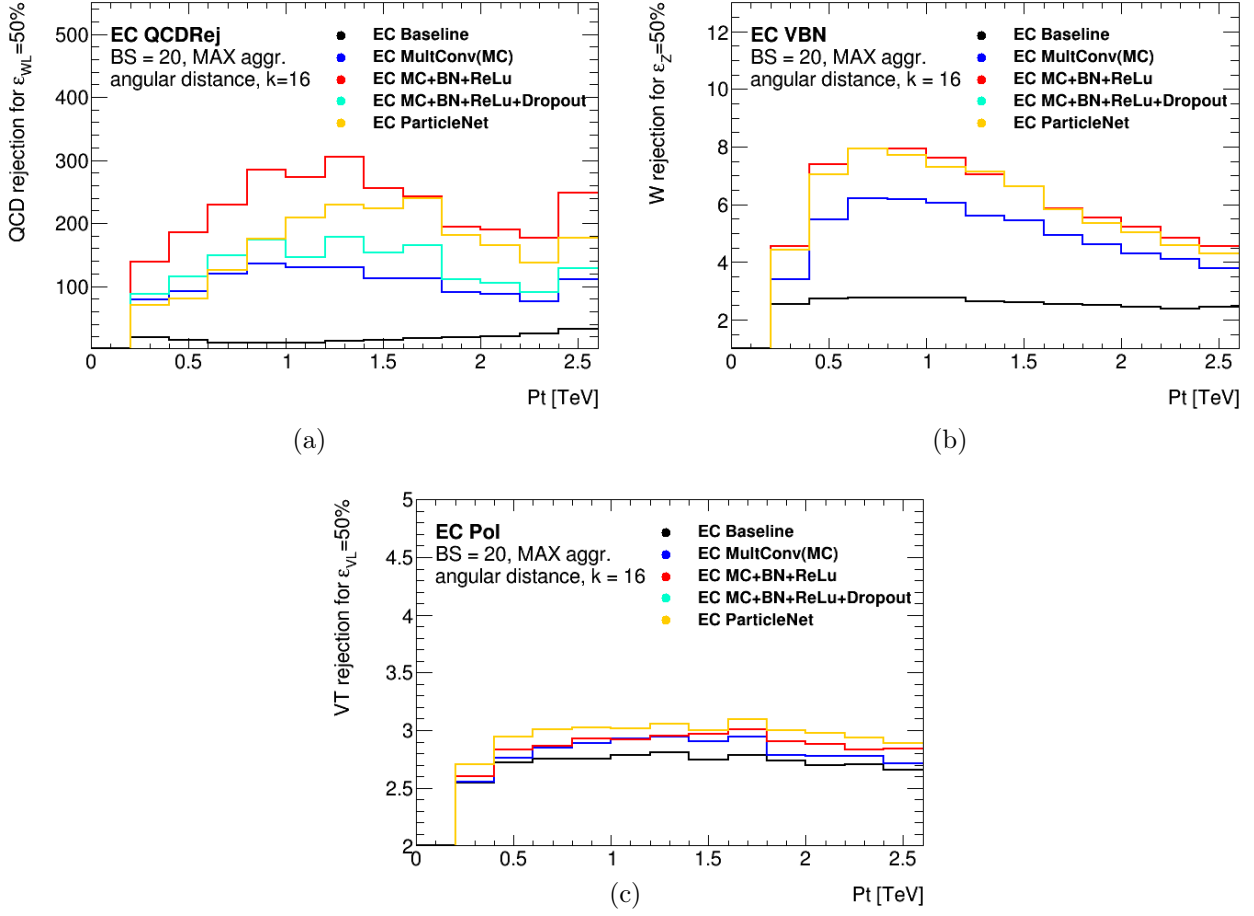 EC QCDRej
BS = 20, MAX aggr.
angular distance, k=16
EC Baseline
EC MultConv(MC)
EC MC+BN+ReLu
EC MC+BN+ReLu+Dropout
EC ParticleNet
QCD rejection for ε_WL=50%
500
400
300
200
100
0 0.5 1 1.5 2 2.5
Pt [TeV]
(a)
EC VBN
BS = 20, MAX aggr.
angular distance, k = 16
EC Baseline
EC MultConv(MC)
EC MC+BN+ReLu
EC MC+BN+ReLu+Dropout
EC ParticleNet
W rejection for ε_Z=50%
12
10
8
6
4
2
0 0.5 1 1.5 2 2.5
Pt [TeV]
(b)
EC Pol
BS = 20, MAX aggr.
angular distance, k = 16
EC Baseline
EC MultConv(MC)
EC MC+BN+ReLu
EC MC+BN+ReLu+Dropout
EC ParticleNet
VT rejection for ε_VL=50%
5
4.5
4
3.5
3
2.5
2
0 0.5 1 1.5 2 2.5
Pt [TeV]
(c)